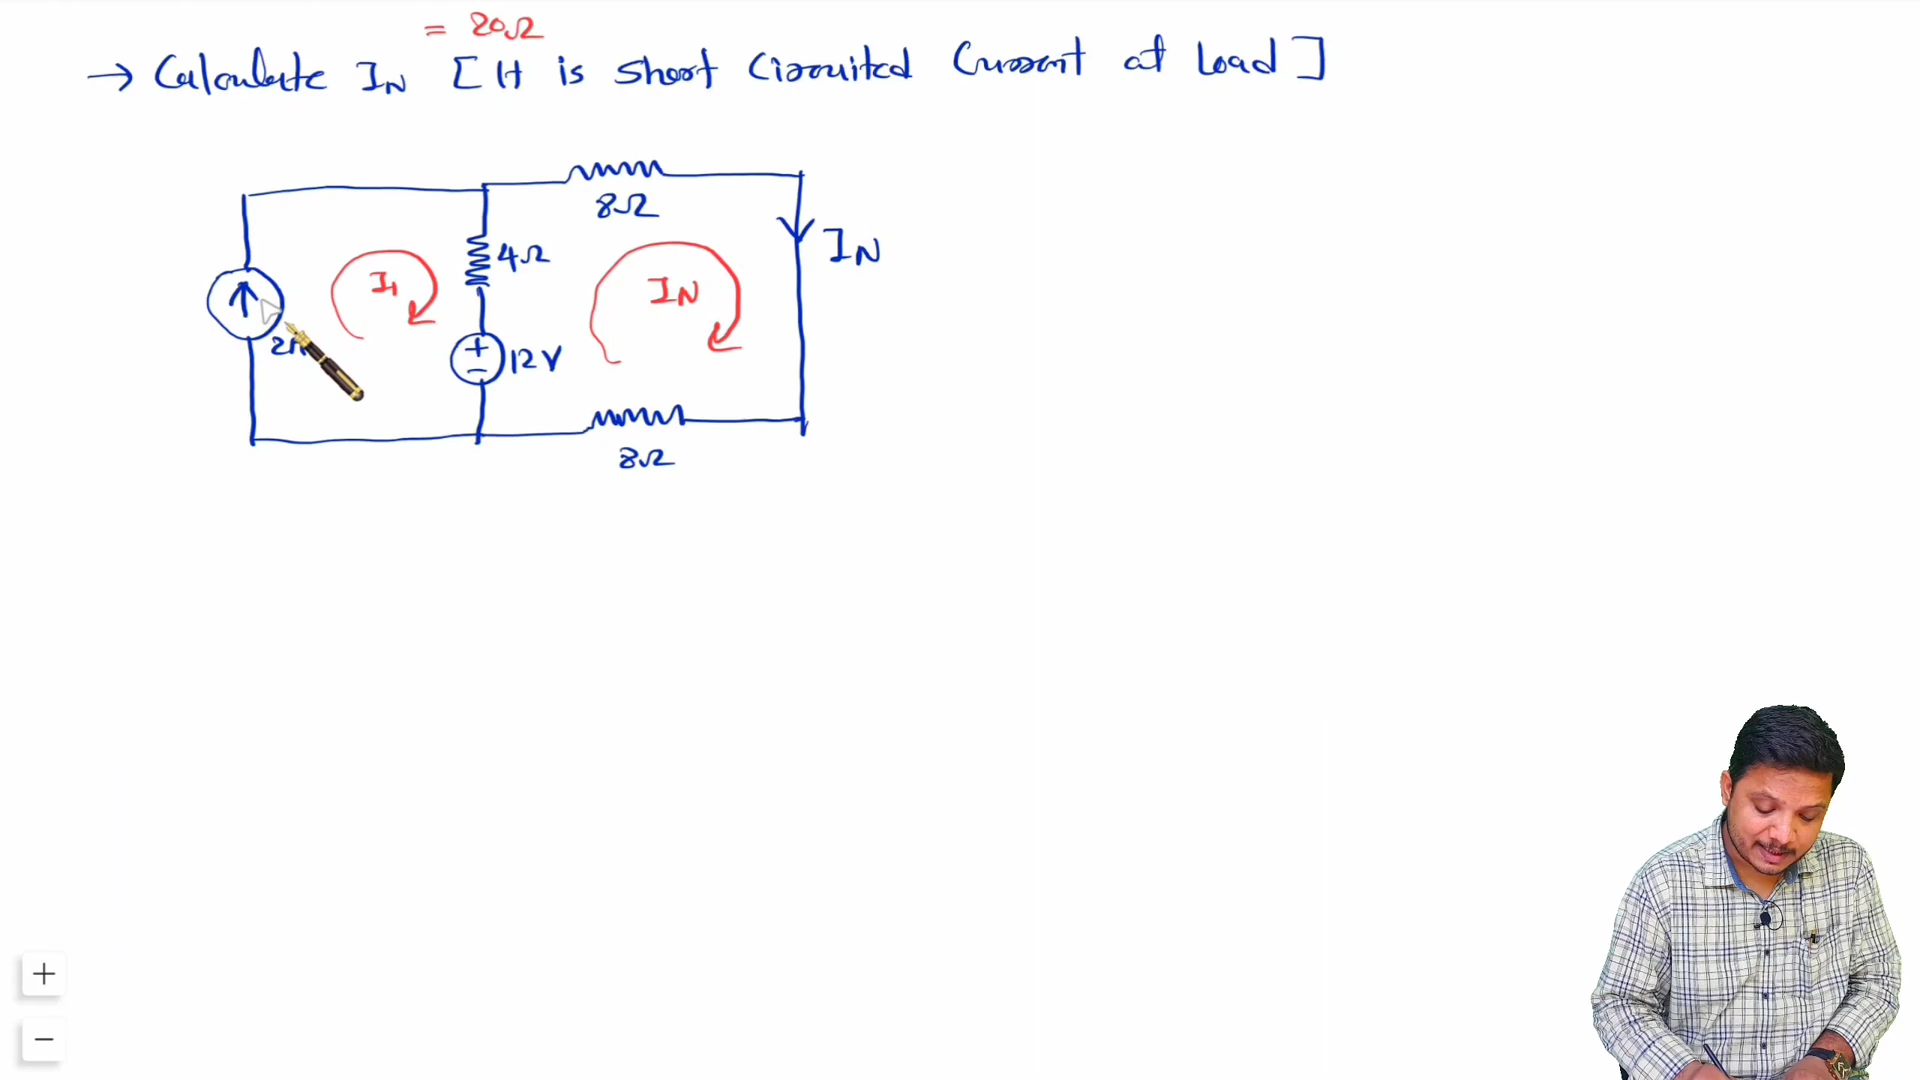 = 20Ω
→ Calculate IN [It is short circuited current at load]
8Ω
4Ω
IN
I1
IN
12V
8Ω